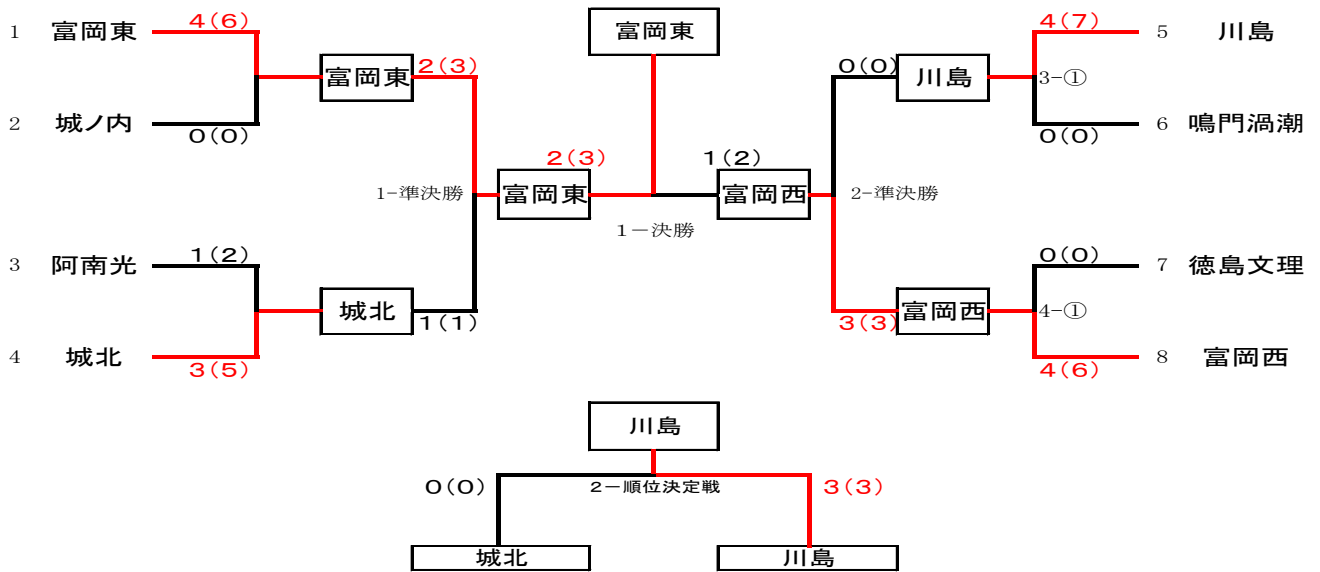 1 富岡東 4(6) 富岡東 4(7) 5 川島
富岡東 2(3) 0(0) 川島 3-①
2 城ノ内 0(0) 0(0) 6 鳴門渦潮
2(3) 1(2)
1-準決勝 富岡東 富岡西 2-準決勝
1－決勝
3 阿南光 1(2) 0(0) 7 徳島文理
城北 1(1) 3(3) 富岡西 4-①
4 城北 3(5) 4(6) 8 富岡西
川島
0(0) 2－順位決定戦 3(3)
城北 川島